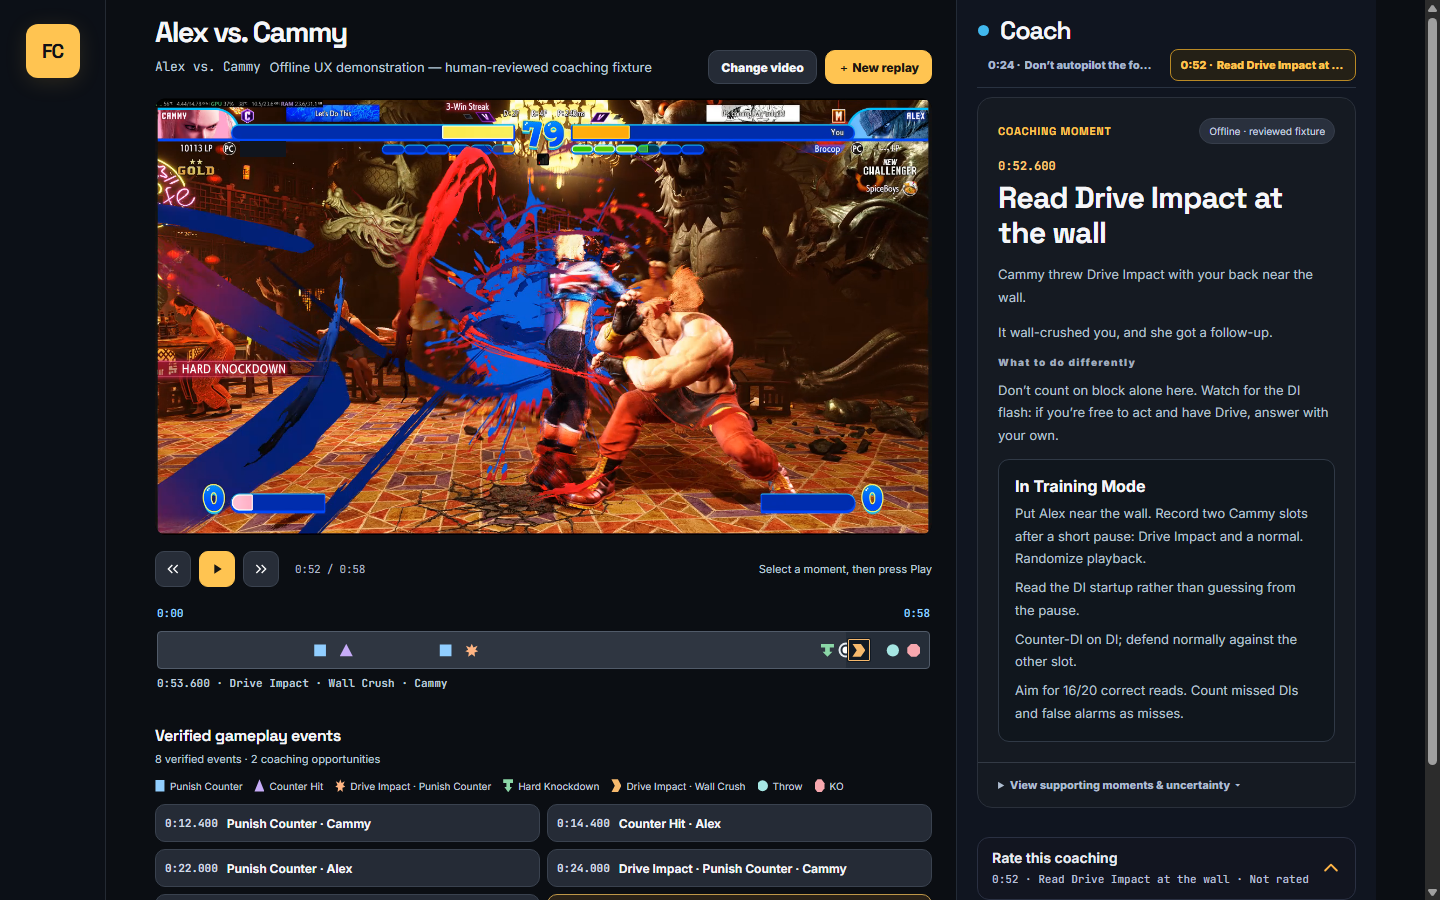 FC
Alex vs. Cammy
Alex vs. Cammy Offline UX demonstration — human-reviewed coaching fixture
Change video
+ New replay
CAMMY
Let's Do This
3-Win Streak
79
M
ALEX
You
10113 LP
PC
Brocop
PC
GOLD
NEW
CHALLENGER
SpiceBoys
HARD KNOCKDOWN
0
0
0:52 / 0:58
Select a moment, then press Play
0:00
0:58
0:53.600 · Drive Impact · Wall Crush · Cammy
Verified gameplay events
8 verified events · 2 coaching opportunities
Punish Counter
Counter Hit
Drive Impact · Punish Counter
Hard Knockdown
Drive Impact · Wall Crush
Throw
KO
0:12.400 Punish Counter · Cammy
0:14.400 Counter Hit · Alex
0:22.000 Punish Counter · Alex
0:24.000 Drive Impact · Punish Counter · Cammy
Coach
0:24 · Don’t autopilot the fo…
0:52 · Read Drive Impact at …
COACHING MOMENT
Offline · reviewed fixture
0:52.600
Read Drive Impact at
the wall
Cammy threw Drive Impact with your back near the
wall.
It wall-crushed you, and she got a follow-up.
What to do differently
Don’t count on block alone here. Watch for the DI
flash: if you’re free to act and have Drive, answer with
your own.
In Training Mode
Put Alex near the wall. Record two Cammy slots
after a short pause: Drive Impact and a normal.
Randomize playback.
Read the DI startup rather than guessing from
the pause.
Counter-DI on DI; defend normally against the
other slot.
Aim for 16/20 correct reads. Count missed DIs
and false alarms as misses.
View supporting moments & uncertainty
Rate this coaching
0:52 · Read Drive Impact at the wall · Not rated